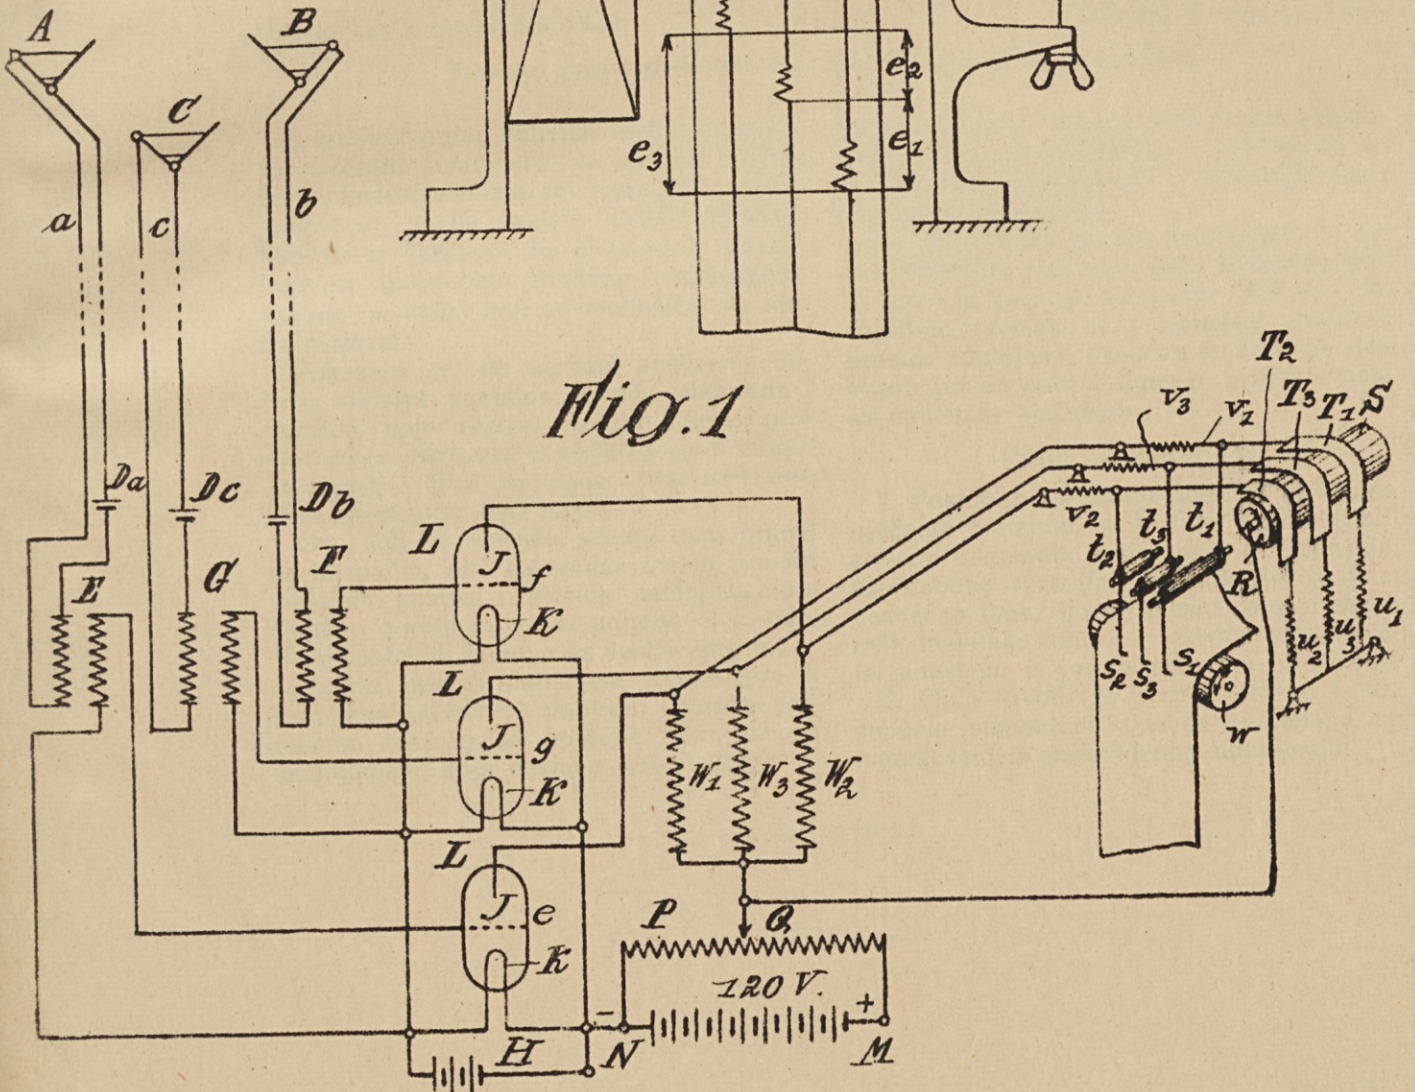 A
B
C
e2
e1
e3
a
c
b
T2
Fig. 1
v3
v1
T3
T1
S
Da
Dc
Db
v2
t2
t3
t1
E
G
F
L
J
f
K
R
u2
u3
u1
s2
s3
s1
w
L
J
g
K
W1
W3
W2
L
J
e
K
P
Q
120 V.
-
+
H
N
M